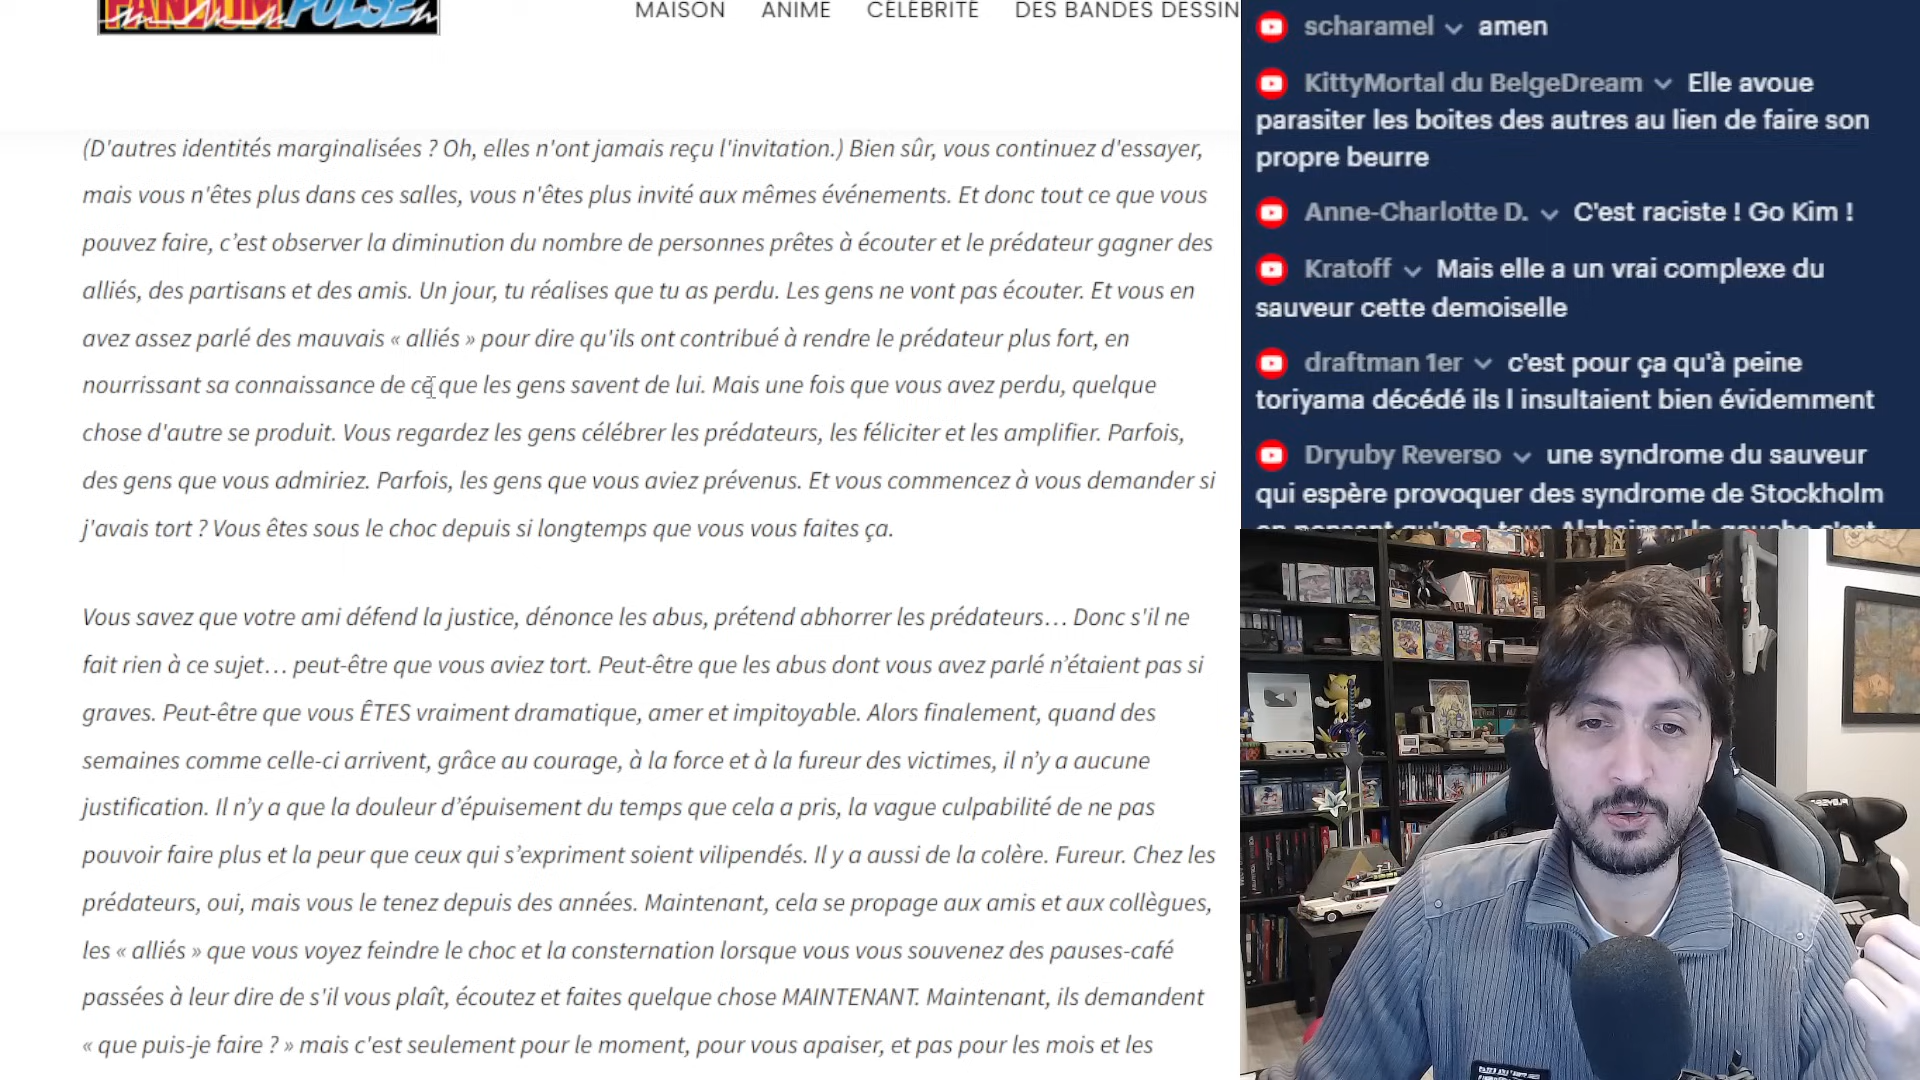 FANDOM PULSE
MAISON ANIME CÉLÉBRITÉ DES BANDES DESSIN
(D'autres identités marginalisées ? Oh, elles n'ont jamais reçu l'invitation.) Bien sûr, vous continuez d'essayer,
mais vous n'êtes plus dans ces salles, vous n'êtes plus invité aux mêmes événements. Et donc tout ce que vous
pouvez faire, c’est observer la diminution du nombre de personnes prêtes à écouter et le prédateur gagner des
alliés, des partisans et des amis. Un jour, tu réalises que tu as perdu. Les gens ne vont pas écouter. Et vous en
avez assez parlé des mauvais « alliés » pour dire qu'ils ont contribué à rendre le prédateur plus fort, en
nourrissant sa connaissance de ce que les gens savent de lui. Mais une fois que vous avez perdu, quelque
chose d'autre se produit. Vous regardez les gens célébrer les prédateurs, les féliciter et les amplifier. Parfois,
des gens que vous admiriez. Parfois, les gens que vous aviez prévenus. Et vous commencez à vous demander si
j'avais tort ? Vous êtes sous le choc depuis si longtemps que vous vous faites ça.
Vous savez que votre ami défend la justice, dénonce les abus, prétend abhorrer les prédateurs… Donc s'il ne
fait rien à ce sujet… peut-être que vous aviez tort. Peut-être que les abus dont vous avez parlé n’étaient pas si
graves. Peut-être que vous ÊTES vraiment dramatique, amer et impitoyable. Alors finalement, quand des
semaines comme celle-ci arrivent, grâce au courage, à la force et à la fureur des victimes, il n’y a aucune
justification. Il n’y a que la douleur d’épuisement du temps que cela a pris, la vague culpabilité de ne pas
pouvoir faire plus et la peur que ceux qui s’expriment soient vilipendés. Il y a aussi de la colère. Fureur. Chez les
prédateurs, oui, mais vous le tenez depuis des années. Maintenant, cela se propage aux amis et aux collègues,
les « alliés » que vous voyez feindre le choc et la consternation lorsque vous vous souvenez des pauses-café
passées à leur dire de s'il vous plaît, écoutez et faites quelque chose MAINTENANT. Maintenant, ils demandent
« que puis-je faire ? » mais c'est seulement pour le moment, pour vous apaiser, et pas pour les mois et les
scharamel amen
KittyMortal du BelgeDream Elle avoue
parasiter les boites des autres au lien de faire son
propre beurre
Anne-Charlotte D. C'est raciste ! Go Kim !
Kratoff Mais elle a un vrai complexe du
sauveur cette demoiselle
draftman 1er c'est pour ça qu'à peine
toriyama décédé ils l insultaient bien évidemment
Dryuby Reverso une syndrome du sauveur
qui espère provoquer des syndrome de Stockholm